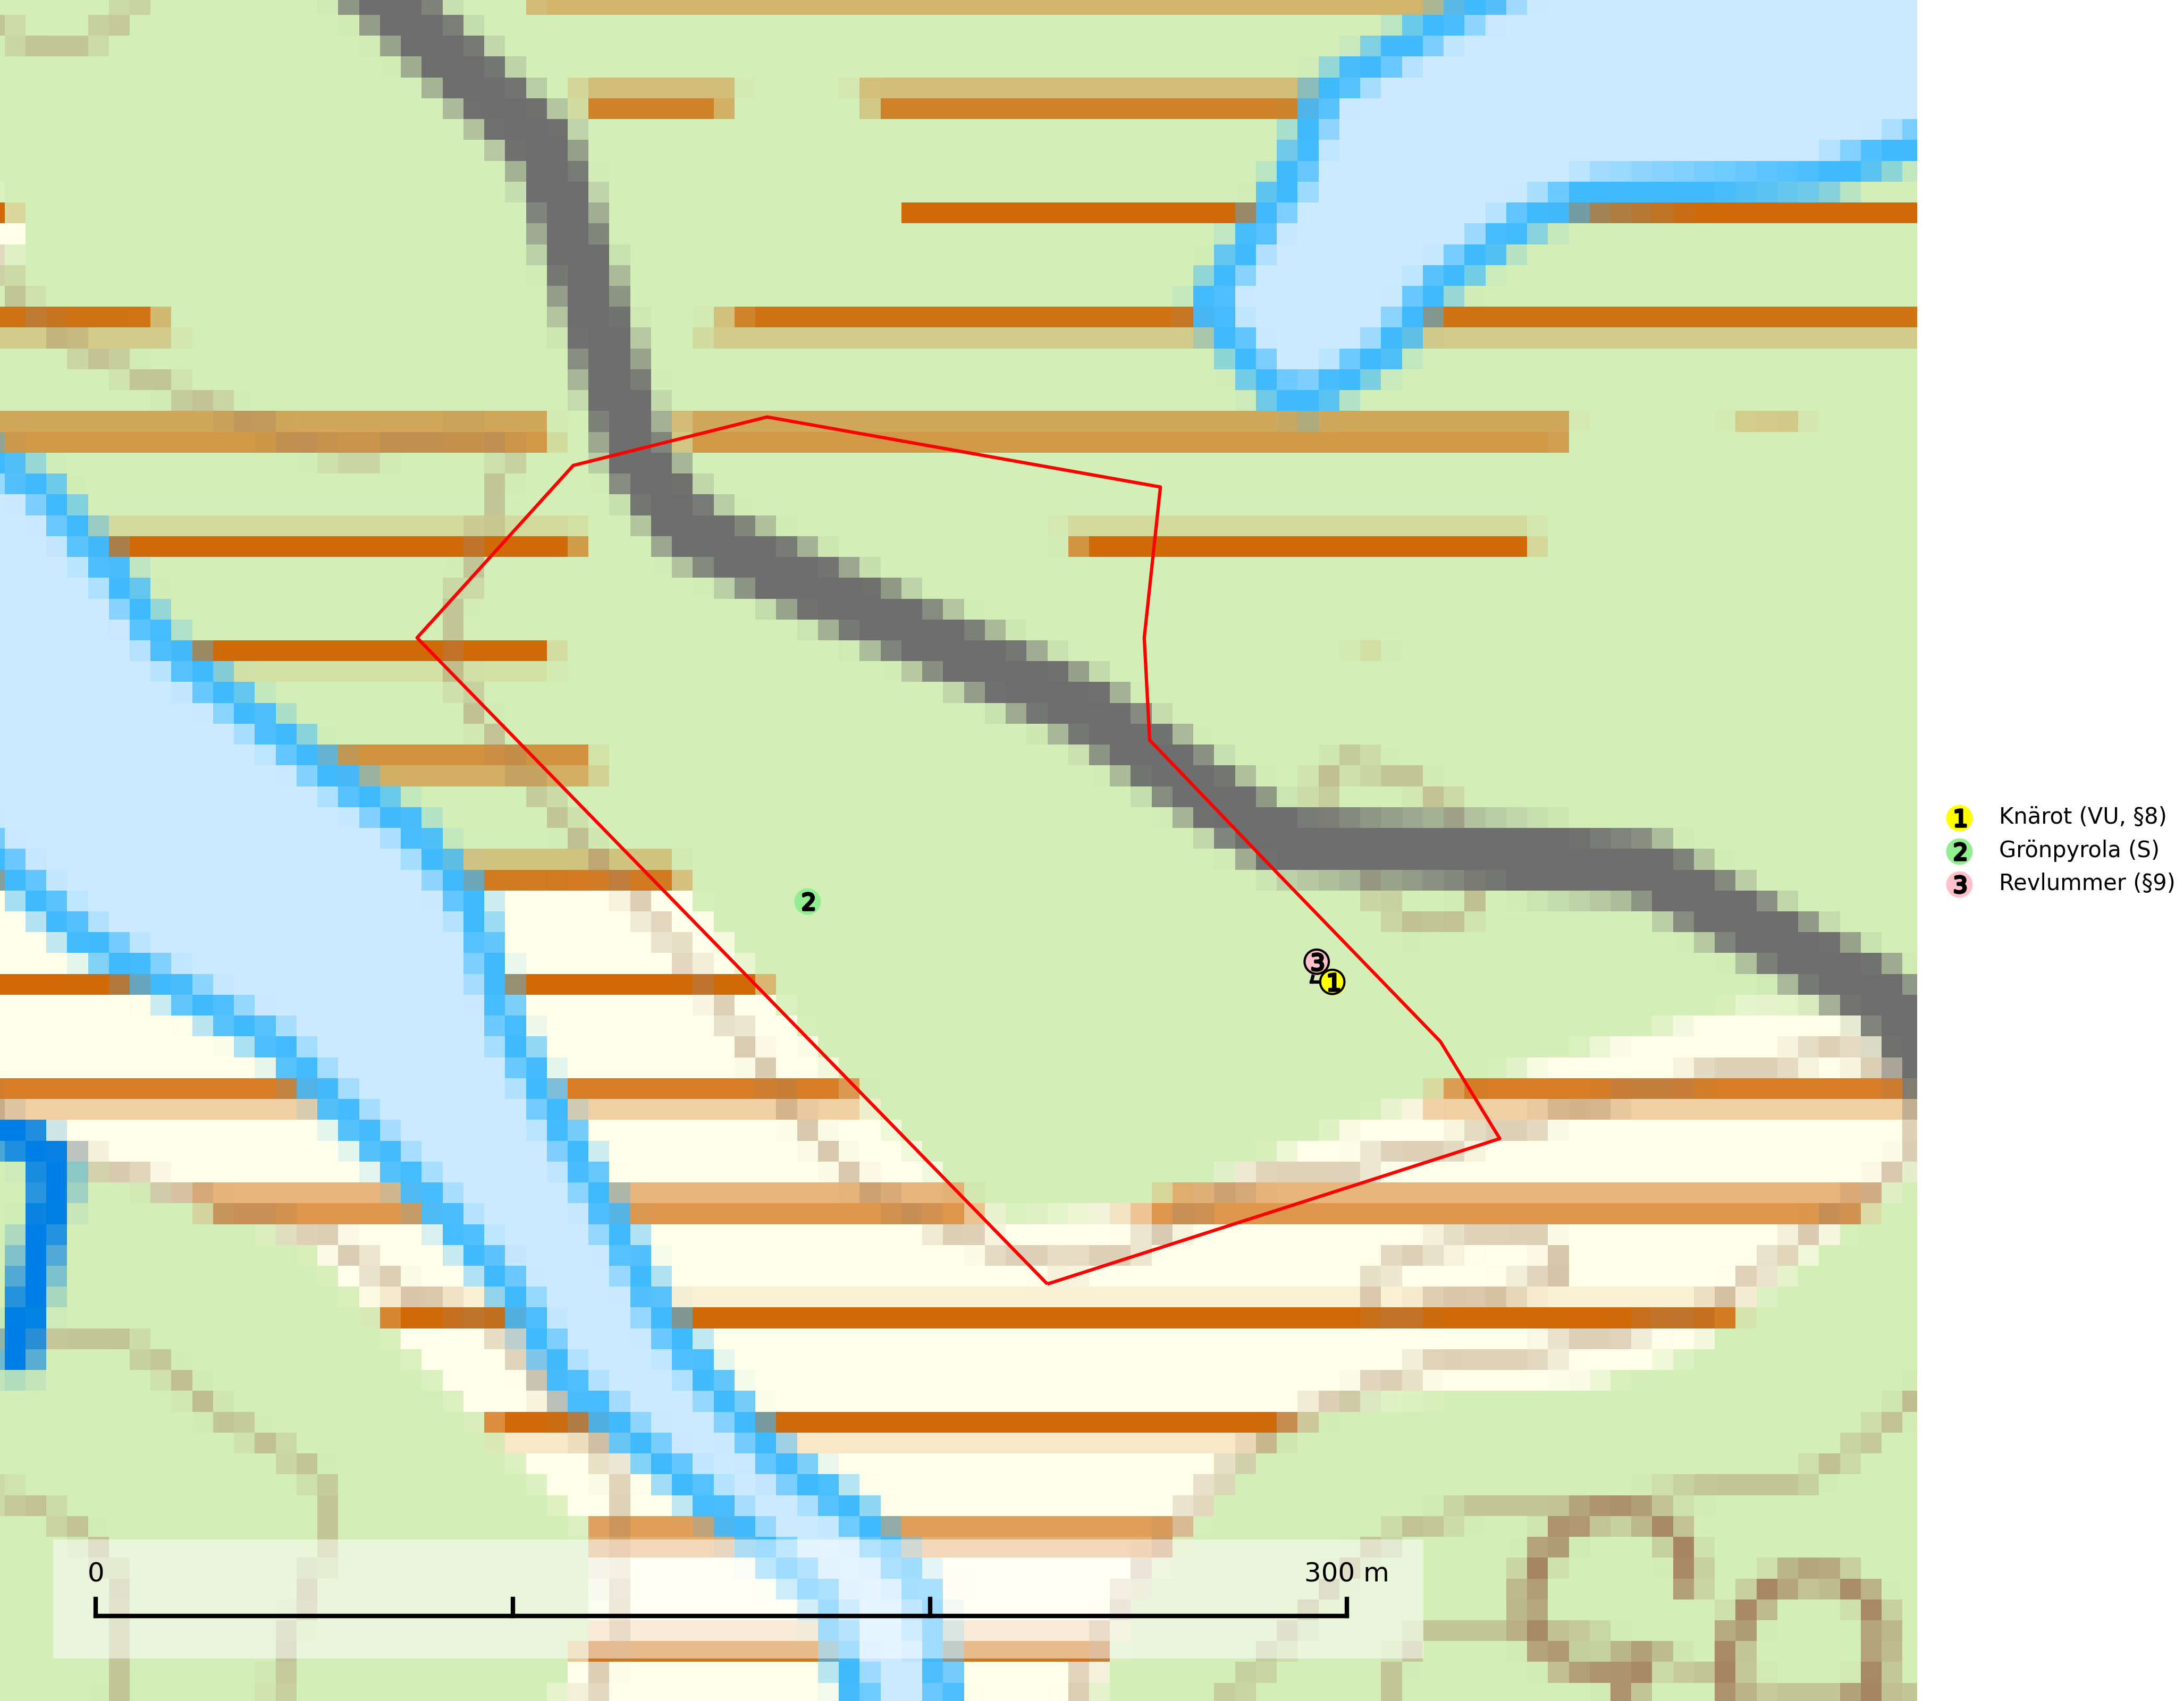 2
3
1
1 Knärot (VU, §8)
2 Grönpyrola (S)
3 Revlummer (§9)
0 300 m